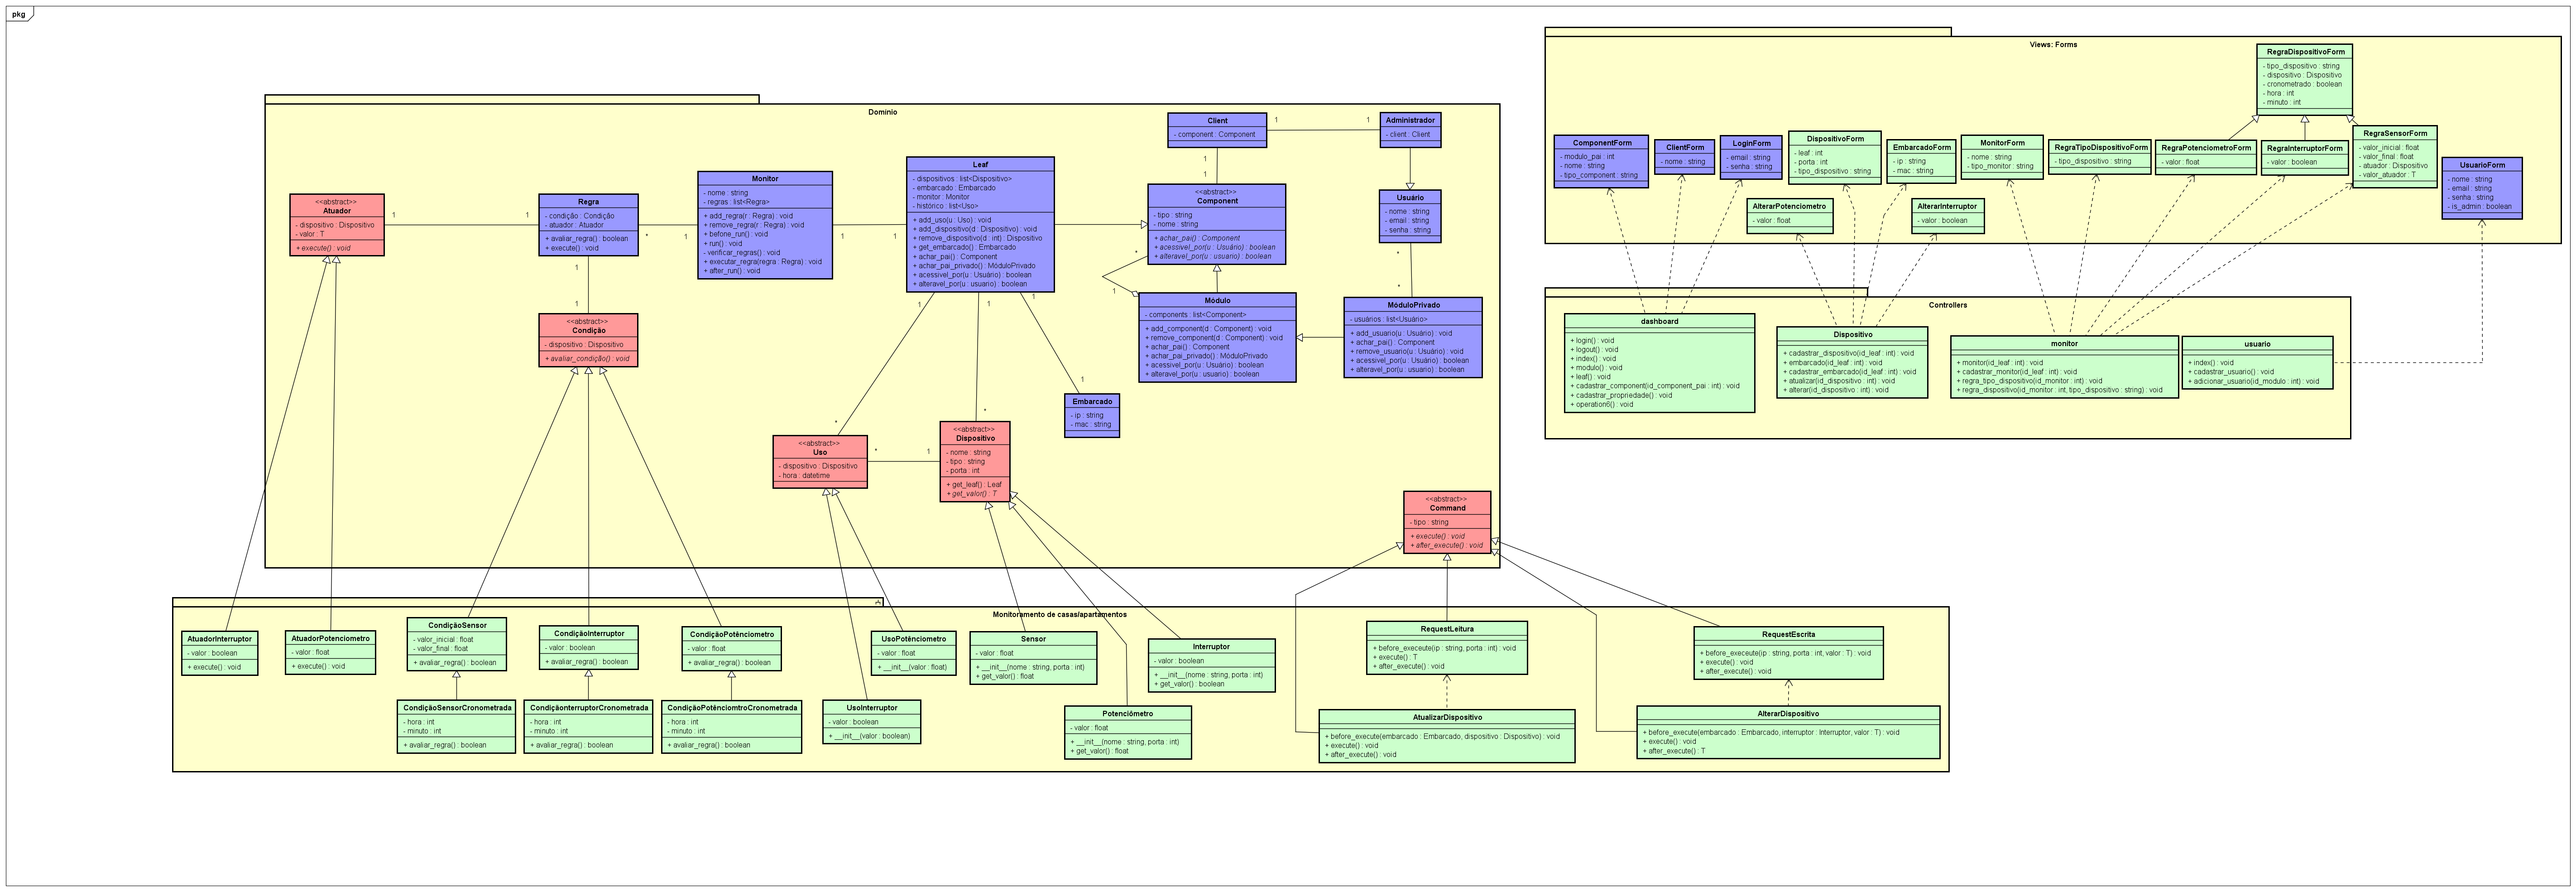 pkg
Domínio
Client
- component : Component
1
1
Administrador
- client : Client
1
1
<<abstract>>
Atuador
- dispositivo : Dispositivo
- valor : T
+ execute() : void
1
1
Regra
- condição : Condição
- atuador : Atuador
+ avaliar_regra() : boolean
+ execute() : void
*
1
1
1
Monitor
- nome : string
- regras : list<Regra>
+ add_regra(r : Regra) : void
+ remove_regra(r : Regra) : void
+ before_run() : void
+ run() : void
- verificar_regras() : void
+ executar_regra(regra : Regra) : void
+ after_run() : void
1
1
Leaf
- dispositivos : list<Dispositivo>
- embarcado : Embarcado
- monitor : Monitor
- histórico : list<Uso>
+ add_uso(u : Uso) : void
+ add_dispositivo(d : Dispositivo) : void
+ remove_dispositivo(d : int) : Dispositivo
+ get_embarcado() : Embarcado
+ achar_pai() : Component
+ achar_pai_privado() : MóduloPrivado
+ acessivel_por(u : Usuário) : boolean
+ alteravel_por(u : usuario) : boolean
1
1
1
<<abstract>>
Component
- tipo : string
- nome : string
+ achar_pai() : Component
+ acessivel_por(u : Usuário) : boolean
+ alteravel_por(u : usuario) : boolean
*
1
Usuário
- nome : string
- email : string
- senha : string
*
*
Módulo
- components : list<Component>
+ add_component(d : Component) : void
+ remove_component(d : Component) : void
+ achar_pai() : Component
+ achar_pai_privado() : MóduloPrivado
+ acessivel_por(u : Usuário) : boolean
+ alteravel_por(u : usuario) : boolean
MóduloPrivado
- usuários : list<Usuário>
+ add_usuario(u : Usuário) : void
+ achar_pai() : Component
+ remove_usuario(u : Usuário) : void
+ acessivel_por(u : Usuário) : boolean
+ alteravel_por(u : usuario) : boolean
<<abstract>>
Condição
- dispositivo : Dispositivo
+ avaliar_condição() : void
1
Embarcado
- ip : string
- mac : string
*
*
<<abstract>>
Uso
- dispositivo : Dispositivo
- hora : datetime
*
1
<<abstract>>
Dispositivo
- nome : string
- tipo : string
- porta : int
+ get_leaf() : Leaf
+ get_valor() : T
<<abstract>>
Command
- tipo : string
+ execute() : void
+ after_execute() : void
Monitoramento de casas/apartamentos
AtuadorInterruptor
- valor : boolean
+ execute() : void
AtuadorPotenciometro
- valor : float
+ execute() : void
CondiçãoSensor
- valor_inicial : float
- valor_final : float
+ avaliar_regra() : boolean
CondiçãoInterruptor
- valor : boolean
+ avaliar_regra() : boolean
CondiçãoPotênciometro
- valor : float
+ avaliar_regra() : boolean
UsoPotênciometro
- valor : float
+ __init__(valor : float)
Sensor
- valor : float
+ __init__(nome : string, porta : int)
+ get_valor() : float
Interruptor
- valor : boolean
+ __init__(nome : string, porta : int)
+ get_valor() : boolean
RequestLeitura
+ before_exeecute(ip : string, porta : int) : void
+ execute() : T
+ after_execute() : void
RequestEscrita
+ before_exeecute(ip : string, porta : int, valor : T) : void
+ execute() : void
+ after_execute() : void
CondiçãoSensorCronometrada
- hora : int
- minuto : int
+ avaliar_regra() : boolean
CondiçãonterruptorCronometrada
- hora : int
- minuto : int
+ avaliar_regra() : boolean
CondiçãoPotênciomtroCronometrada
- hora : int
- minuto : int
+ avaliar_regra() : boolean
UsoInterruptor
- valor : boolean
+ __init__(valor : boolean)
Potenciômetro
- valor : float
+ __init__(nome : string, porta : int)
+ get_valor() : float
AtualizarDispositivo
+ before_execute(embarcado : Embarcado, dispositivo : Dispositivo) : void
+ execute() : void
+ after_execute() : void
AlterarDispositivo
+ before_execute(embarcado : Embarcado, interruptor : Interruptor, valor : T) : void
+ execute() : void
+ after_execute() : T
Views: Forms
RegraDispositivoForm
- tipo_dispositivo : string
- dispositivo : Dispositivo
- cronometrado : boolean
- hora : int
- minuto : int
ComponentForm
- modulo_pai : int
- nome : string
- tipo_component : string
ClientForm
- nome : string
LoginForm
- email : string
- senha : string
DispositivoForm
- leaf : int
- porta : int
- tipo_dispositivo : string
EmbarcadoForm
- ip : string
- mac : string
MonitorForm
- nome : string
- tipo_monitor : string
RegraTipoDispositivoForm
- tipo_dispositivo : string
RegraPotenciometroForm
- valor : float
RegraInterruptorForm
- valor : boolean
RegraSensorForm
- valor_inicial : float
- valor_final : float
- atuador : Dispositivo
- valor_atuador : T
UsuarioForm
- nome : string
- email : string
- senha : string
- is_admin : boolean
AlterarPotenciometro
- valor : float
AlterarInterruptor
- valor : boolean
Controllers
dashboard
+ login() : void
+ logout() : void
+ index() : void
+ modulo() : void
+ leaf() : void
+ cadastrar_component(id_component_pai : int) : void
+ cadastrar_propriedade() : void
+ operation6() : void
Dispositivo
+ cadastrar_dispositivo(id_leaf : int) : void
+ embarcado(id_leaf : int) : void
+ cadastrar_embarcado(id_leaf : int) : void
+ atualizar(id_dispositivo : int) : void
+ alterar(id_dispositivo : int) : void
monitor
+ monitor(id_leaf : int) : void
+ cadastrar_monitor(id_leaf : int) : void
+ regra_tipo_dispositivo(id_monitor : int) : void
+ regra_dispositivo(id_monitor : int, tipo_dispositivo : string) : void
usuario
+ index() : void
+ cadastrar_usuario() : void
+ adicionar_usuario(id_modulo : int) : void